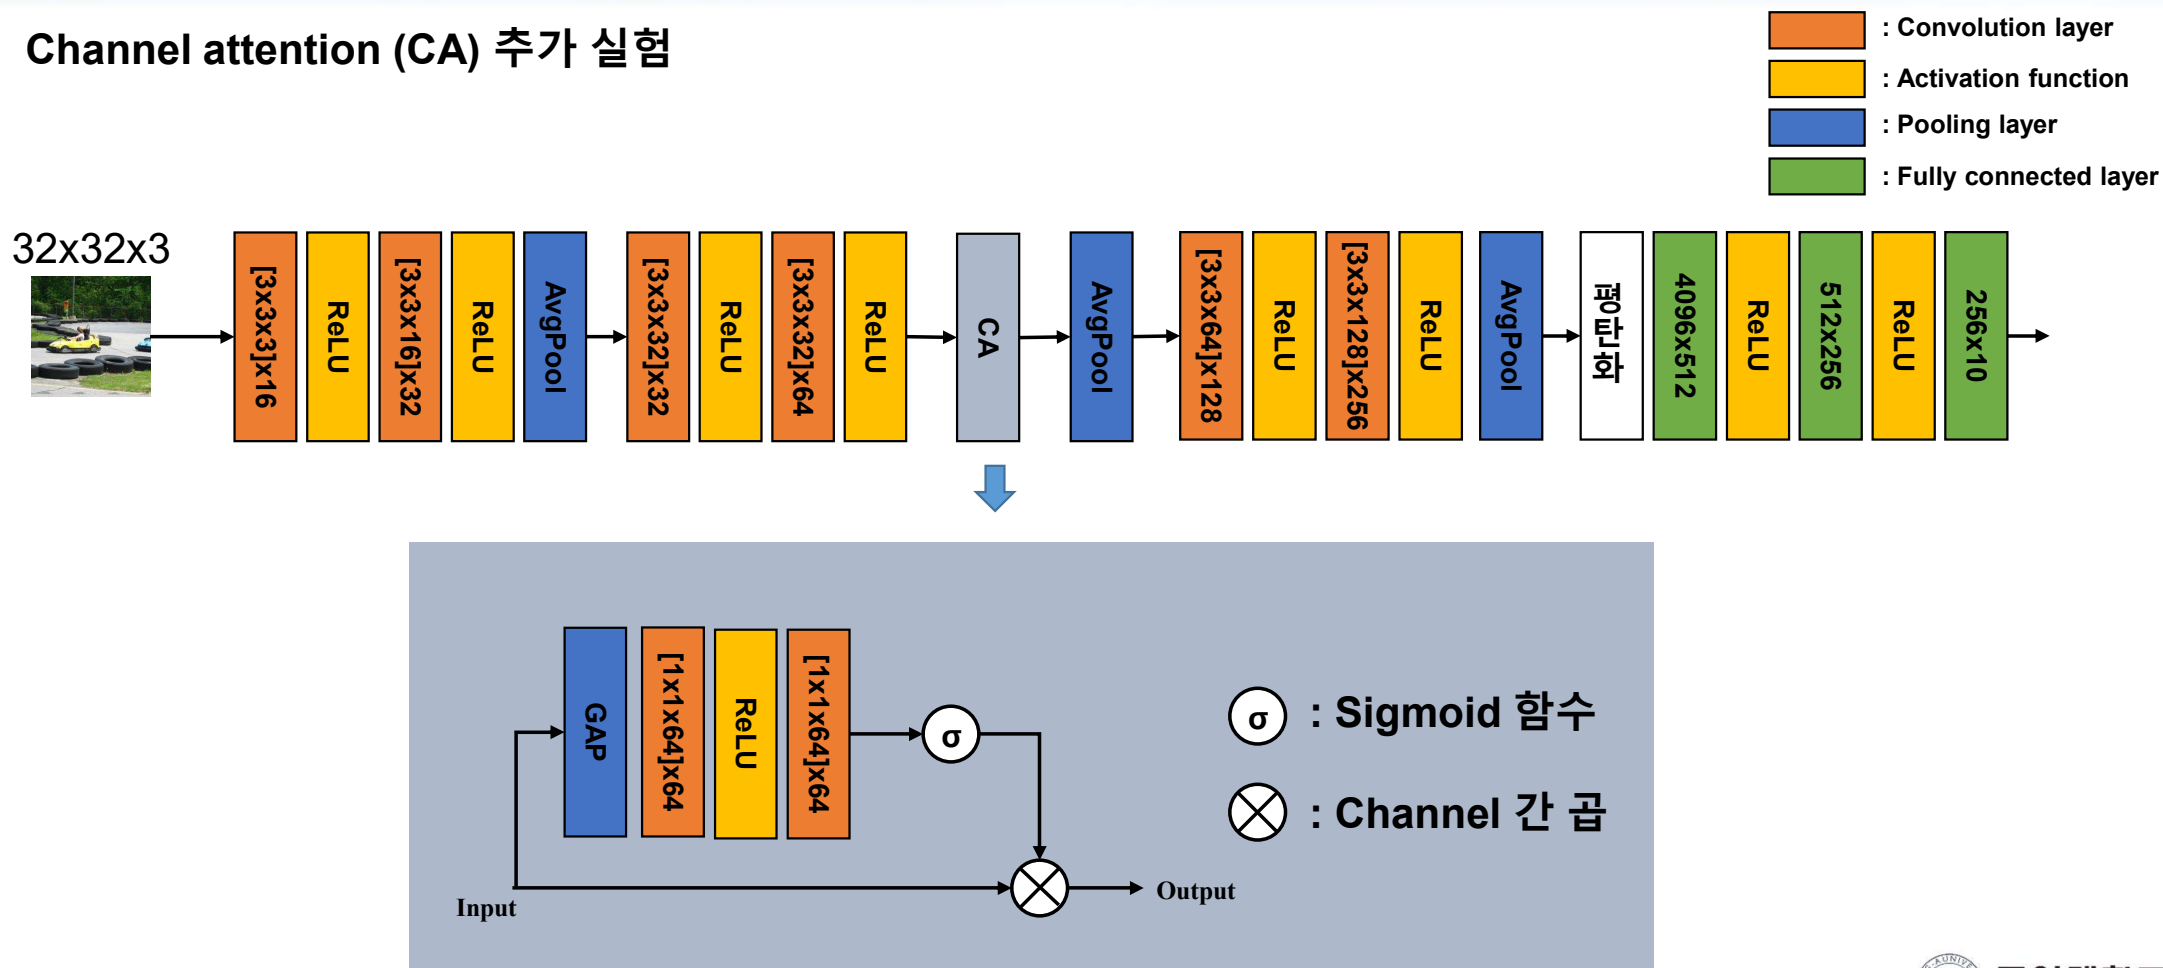 Channel attention (CA) 추가 실험
: Convolution layer
: Activation function
: Pooling layer
: Fully connected layer
32x32x3
[3x3x3]x16
ReLU
[3x3x16]x32
ReLU
AvgPool
[3x3x32]x32
ReLU
[3x3x32]x64
ReLU
CA
AvgPool
[3x3x64]x128
ReLU
[3x3x128]x256
ReLU
AvgPool
평탄화
4096x512
ReLU
512x256
ReLU
256x10
GAP
[1x1x64]x64
ReLU
[1x1x64]x64
σ
Input
Output
σ : Sigmoid 함수
: Channel 간 곱